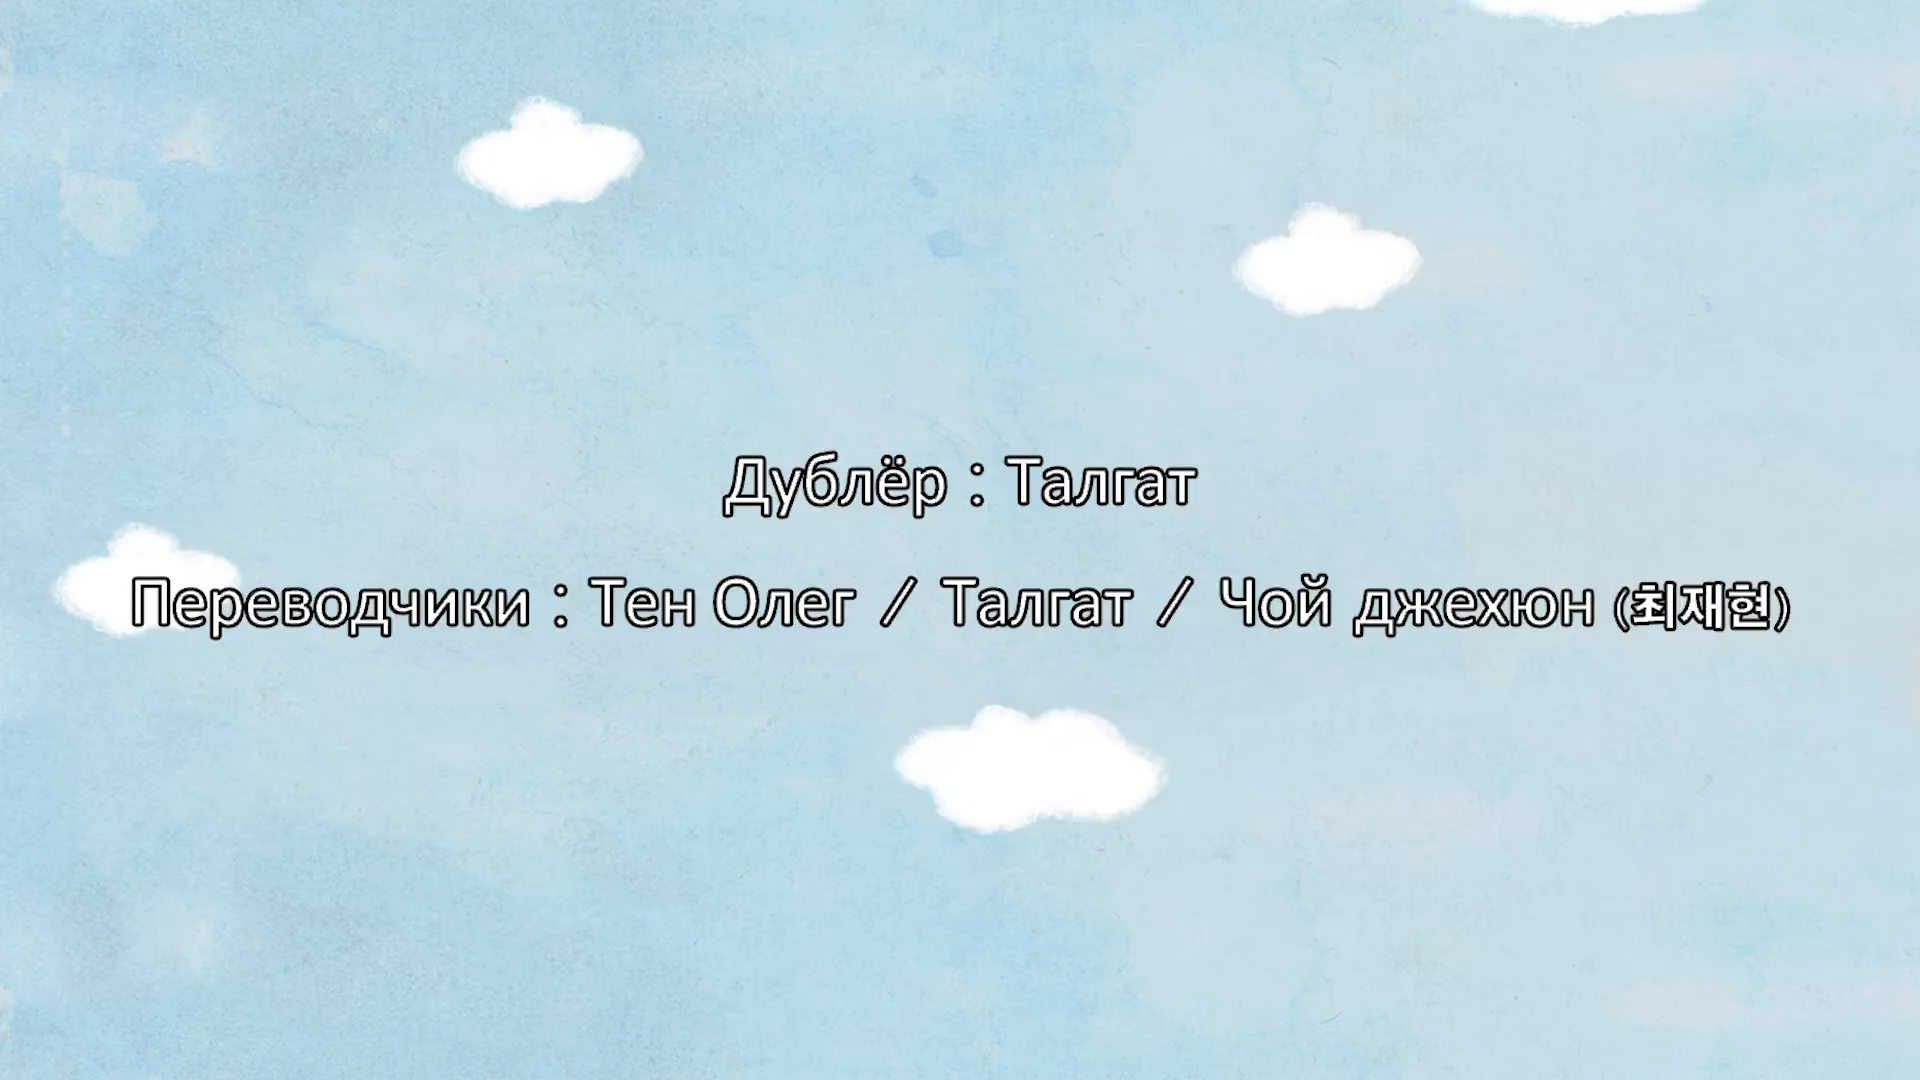 Дублёр : Талгат
Переводчики : Тен Олег / Талгат / Чой джехюн (최재현)